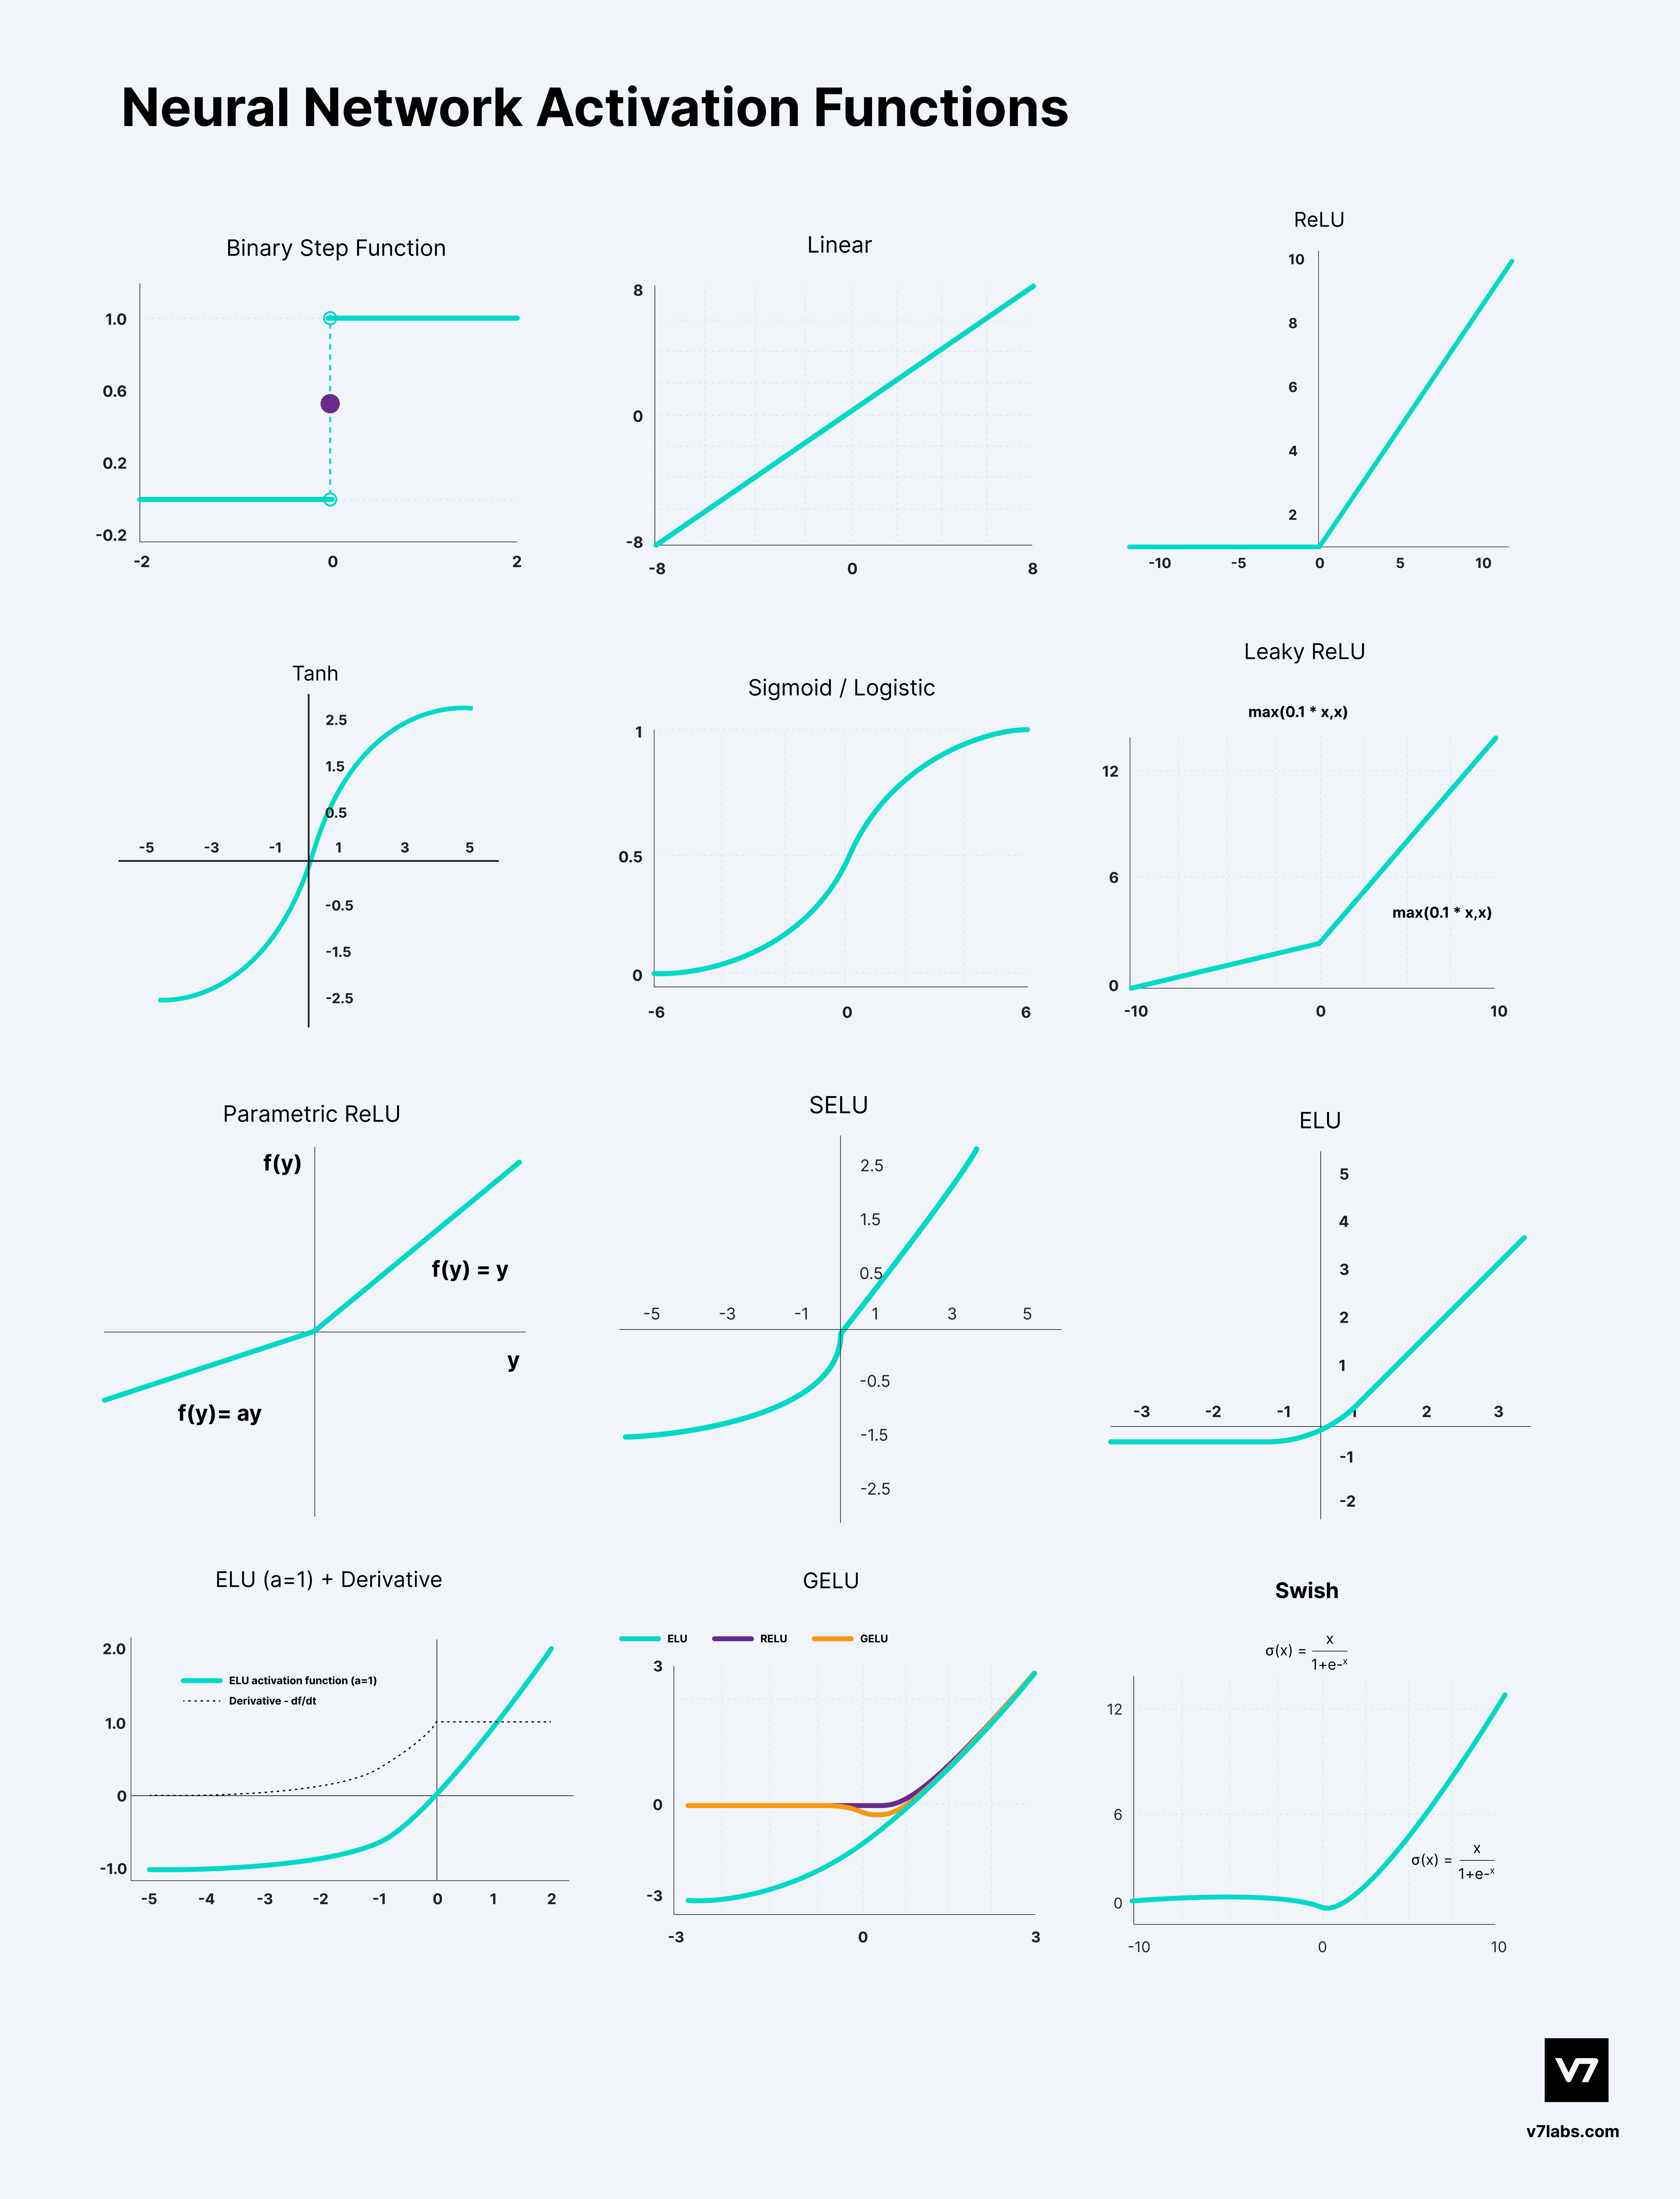 Neural Network Activation Functions
Binary Step Function
1.0
0.6
0.2
-0.2
-2 0 2
Linear
8
0
-8
-8 0 8
ReLU
10
8
6
4
2
-10 -5 0 5 10
Tanh
2.5
1.5
0.5
-5 -3 -1 1 3 5
-0.5
-1.5
-2.5
Sigmoid / Logistic
1
0.5
0
-6 0 6
Leaky ReLU
max(0.1 * x,x)
12
6
max(0.1 * x,x)
0
-10 0 10
Parametric ReLU
f(y)
f(y) = y
y
f(y)= ay
SELU
2.5
1.5
0.5
-5 -3 -1 1 3 5
-0.5
-1.5
-2.5
ELU
5
4
3
2
1
-3 -2 -1 1 2 3
-1
-2
ELU (a=1) + Derivative
2.0
ELU activation function (a=1)
Derivative - df/dt
1.0
0
-1.0
-5 -4 -3 -2 -1 0 1 2
GELU
ELU RELU GELU
3
0
-3
-3 0 3
Swish
σ(x) = x
1+e-ˣ
12
6
σ(x) = x
1+e-ˣ
0
-10 0 10
V7
v7labs.com